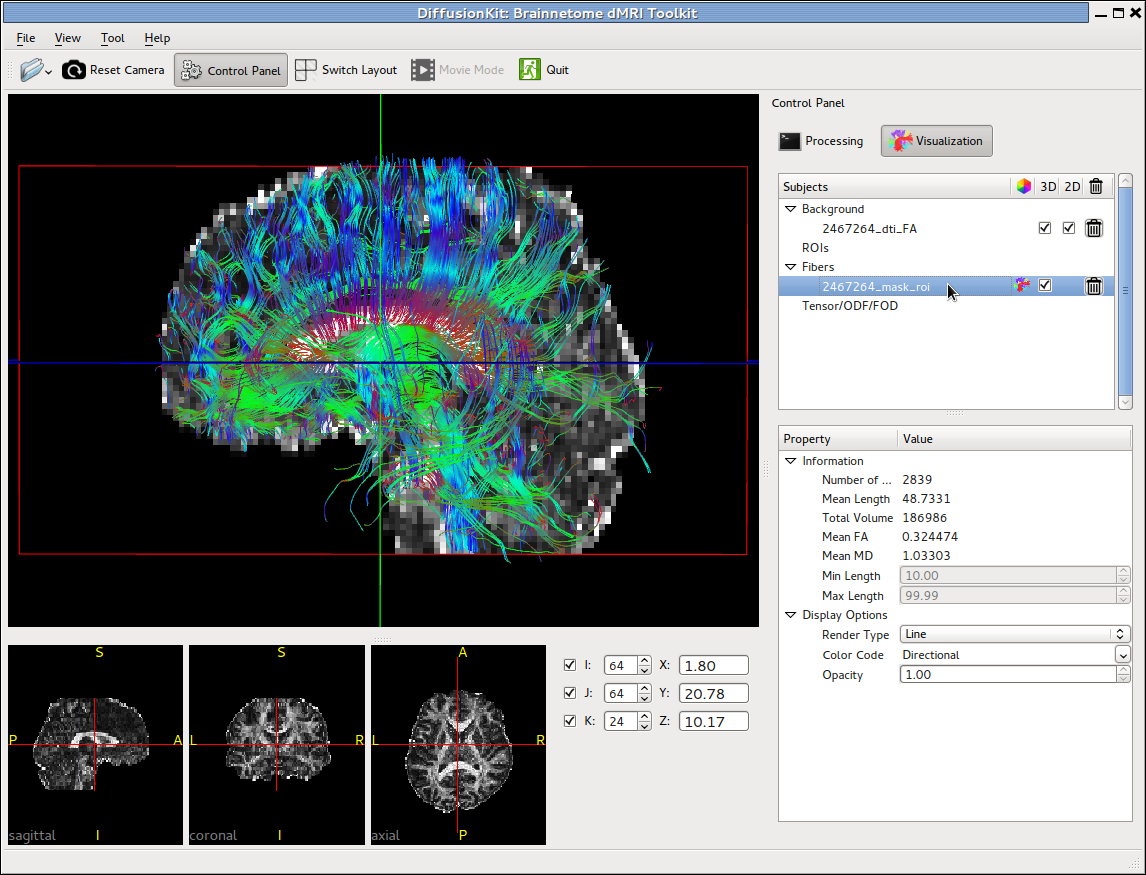 DiffusionKit: Brainnetome dMRI Toolkit
File View Tool Help
Reset Camera Control Panel Switch Layout Movie Mode Quit
Control Panel
Processing Visualization
Subjects 3D 2D
Background
2467264_dti_FA
ROIs
Fibers
2467264_mask_roi
Tensor/ODF/FOD
Property Value
Information
Number of ... 2839
Mean Length 48.7331
Total Volume 186986
Mean FA 0.324474
Mean MD 1.03303
Min Length 10.00
Max Length 99.99
Display Options
Render Type Line
Color Code Directional
Opacity 1.00
S
P A
sagittal I
S
L R
coronal I
A
L R
axial P
I: 64 X: 1.80
J: 64 Y: 20.78
K: 24 Z: 10.17